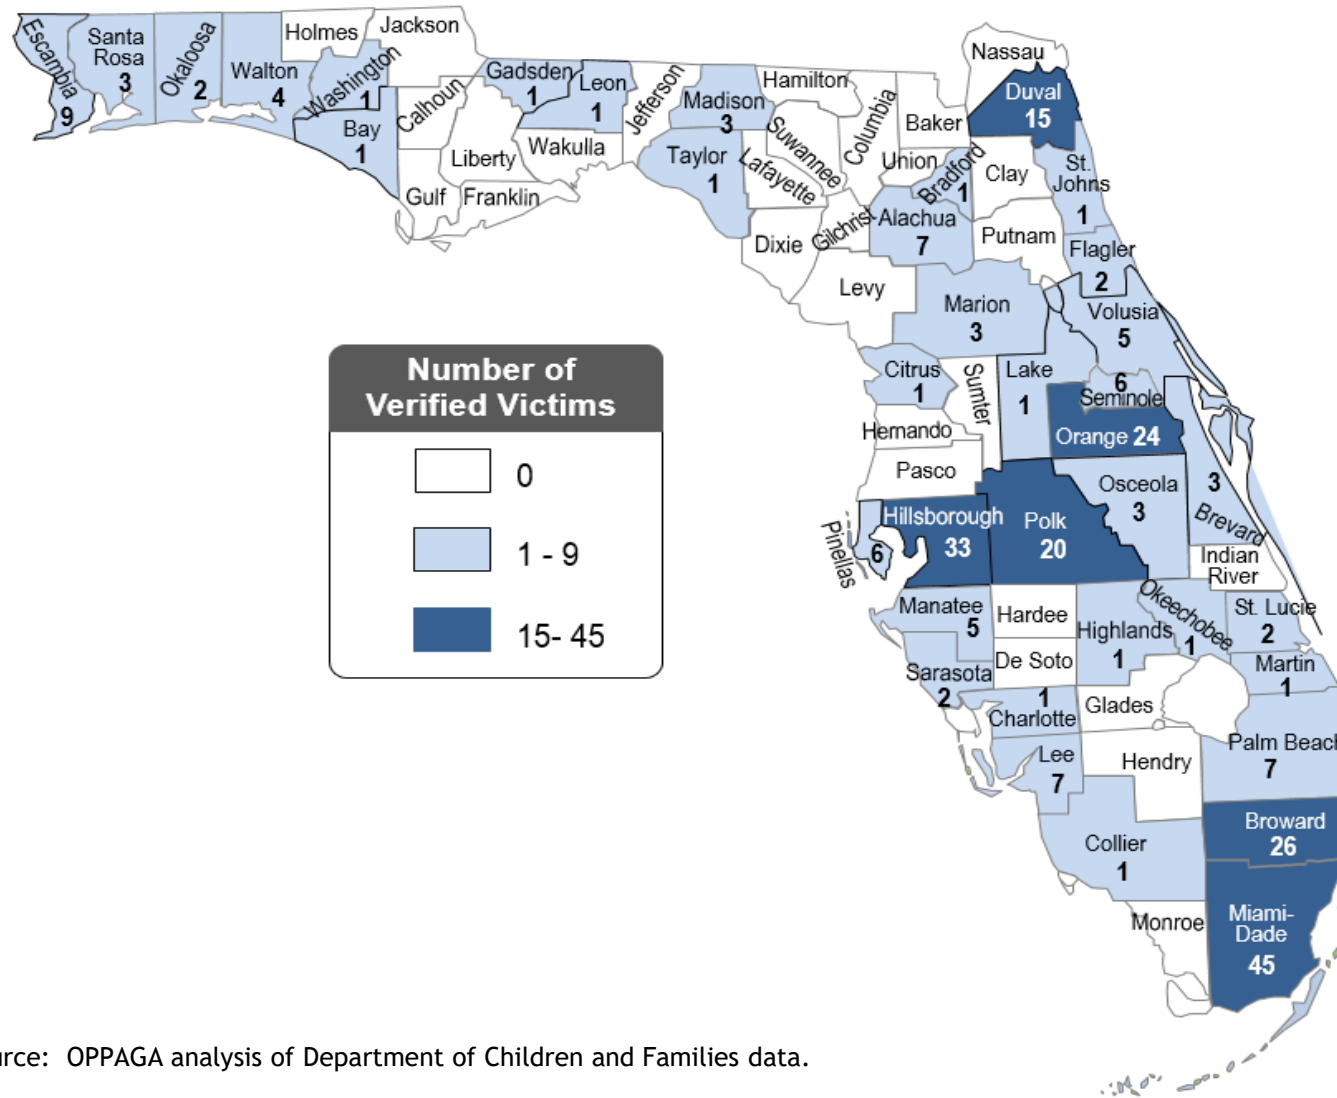 Escambia
9
Santa
Rosa
3
Okaloosa
2
Walton
4
Holmes
Washington
1
Jackson
Bay
1
Calhoun
Gulf
Liberty
Franklin
Gadsden
1
Leon
1
Wakulla
Jefferson
Madison
3
Taylor
1
Hamilton
Suwannee
Lafayette
Dixie
Columbia
Gilchrist
Baker
Union
Bradford
1
Alachua
7
Levy
Nassau
Duval
15
Clay
St.
Johns
1
Putnam
Flagler
2
Marion
3
Volusia
5
Citrus
1
Sumter
Lake
1
6
Seminole
Orange 24
Hernando
Pasco
Pinellas
6
Hillsborough
33
Polk
20
Osceola
3
3
Brevard
Indian
River
Manatee
5
Hardee
Highlands
1
Okeechobee
1
St. Lucie
2
Sarasota
2
De Soto
Martin
1
1
Charlotte
Glades
Lee
7
Hendry
Palm Beach
7
Collier
1
Broward
26
Monroe
Miami-
Dade
45
Number of
Verified Victims
0
1 - 9
15- 45
urce: OPPAGA analysis of Department of Children and Families data.